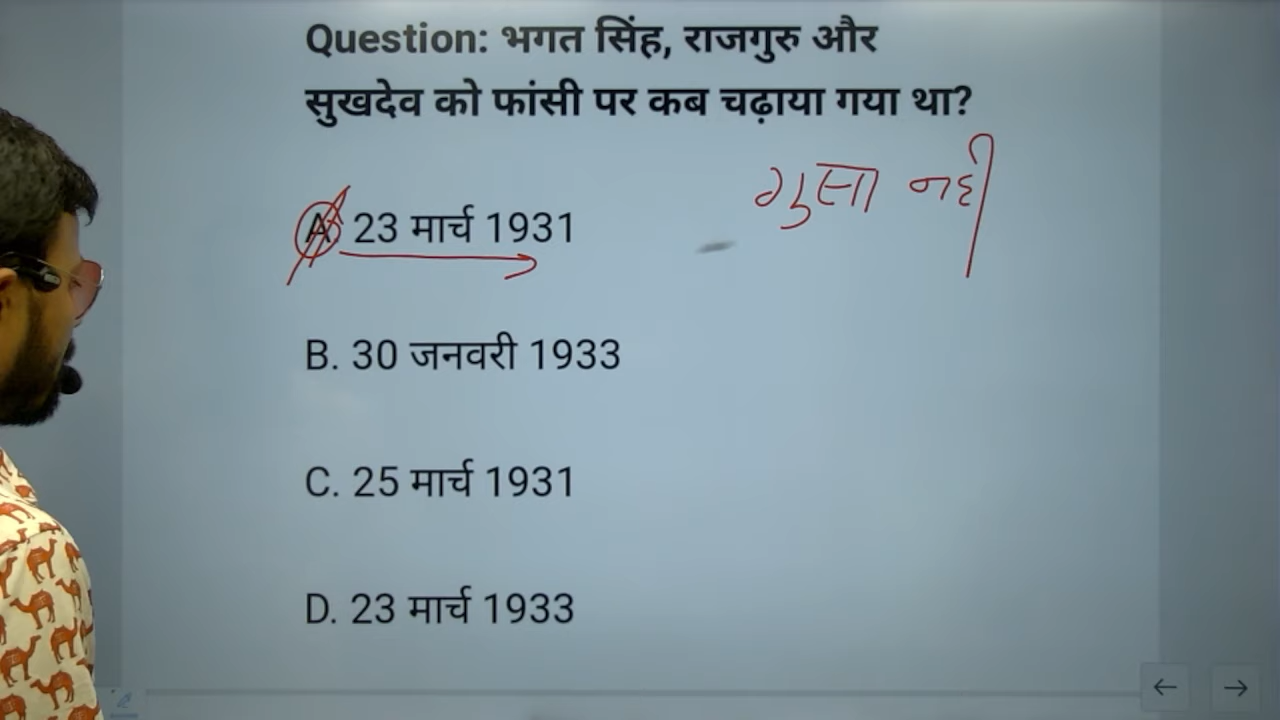 Question: भगत सिंह, राजगुरु और
सुखदेव को फांसी पर कब चढ़ाया गया था?
गुसा नही
A. 23 मार्च 1931
B. 30 जनवरी 1933
C. 25 मार्च 1931
D. 23 मार्च 1933